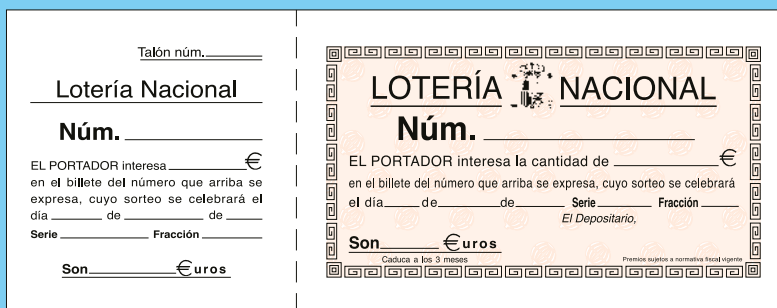 Talón núm.
Lotería Nacional
Núm.
EL PORTADOR interesa €
en el billete del número que arriba se
expresa, cuyo sorteo se celebrará el
día de de
Serie Fracción
Son €uros
LOTERÍA NACIONAL
Núm.
EL PORTADOR interesa la cantidad de €
en el billete del número que arriba se expresa, cuyo sorteo se celebrará
el día de de Serie Fracción
El Depositario,
Son €uros
Caduca a los 3 meses Premios sujetos a normativa fiscal vigente